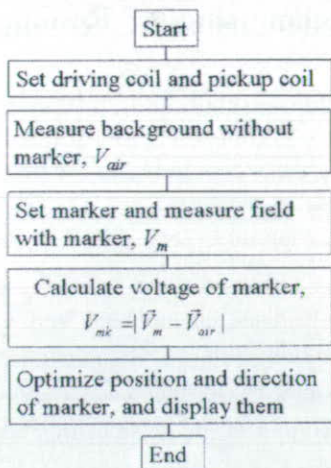 Start
Set driving coil and pickup coil
Measure background without
marker, V_air
Set marker and measure field
with marker, V_m
Calculate voltage of marker,
V_mk = | V⃗_m − V⃗_air |
Optimize position and direction
of marker, and display them
End